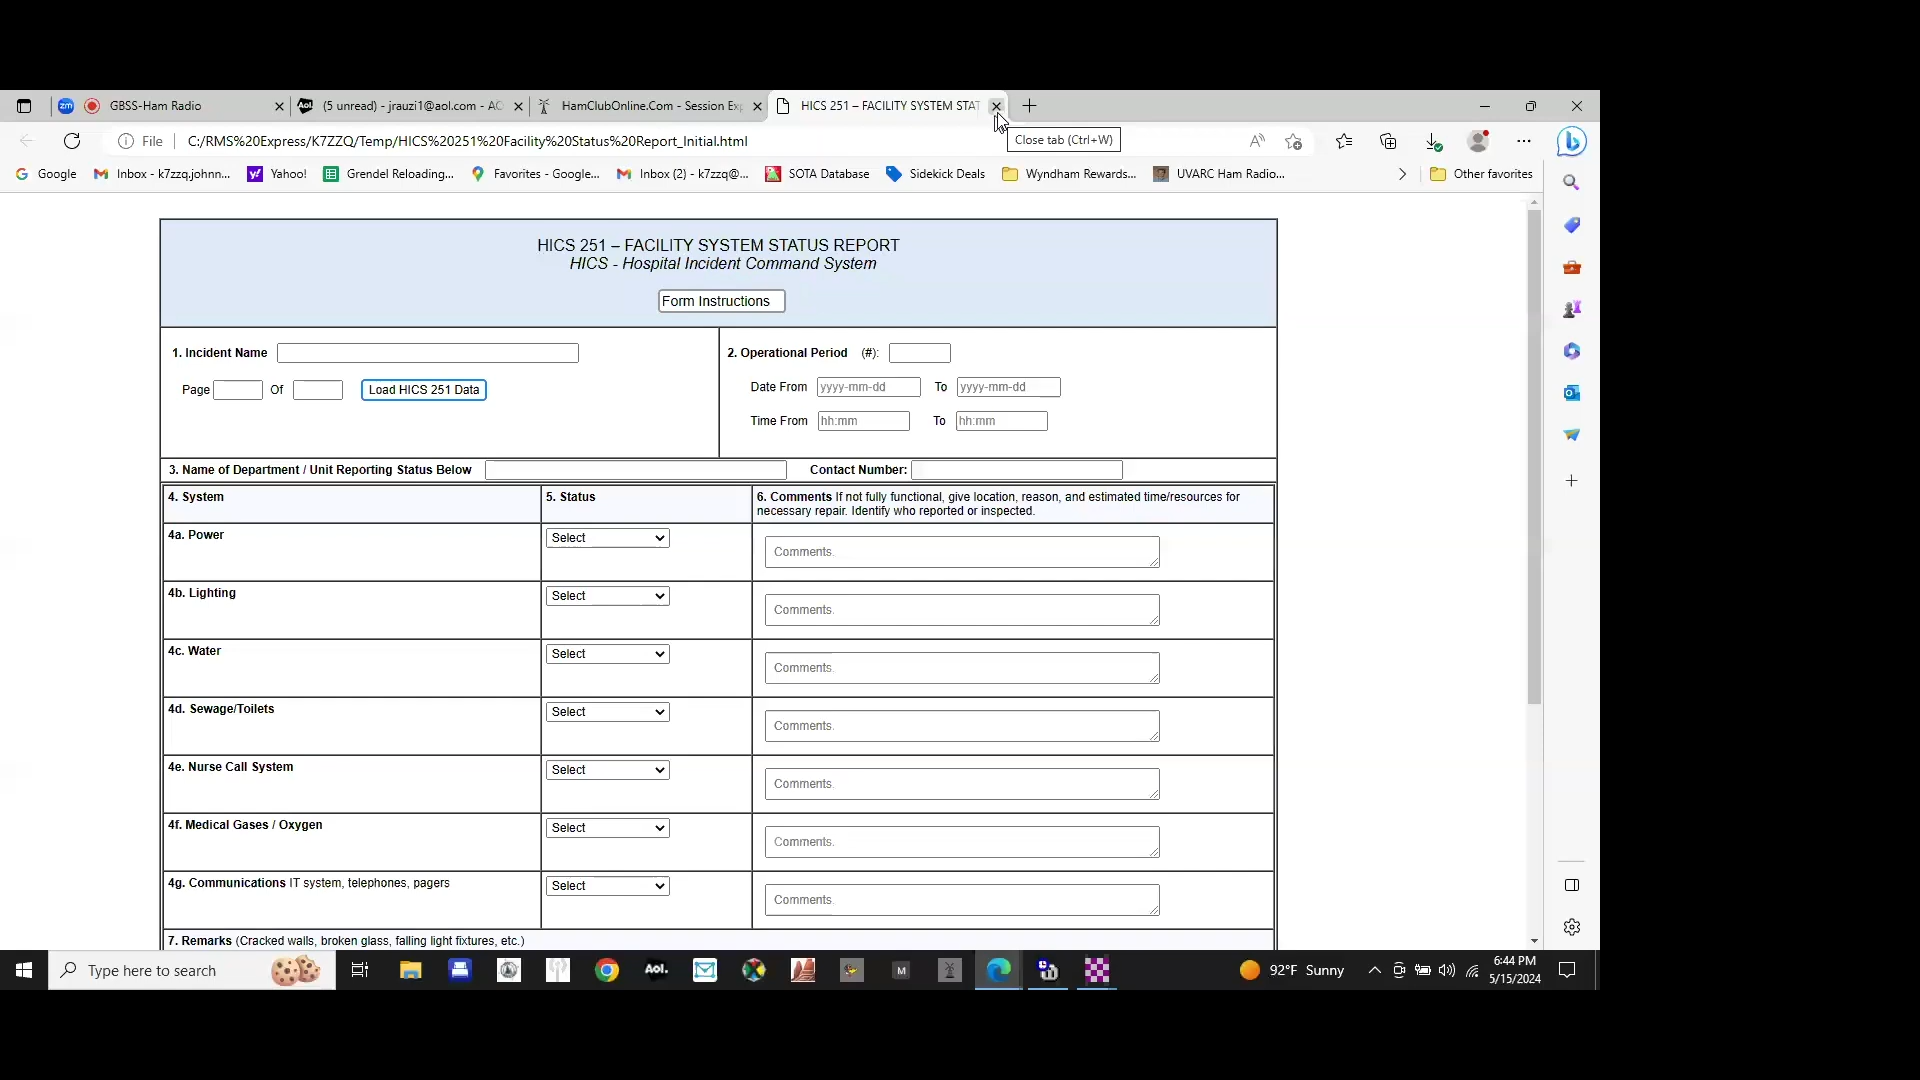 zm GBSS-Ham Radio
Aol. (5 unread) - jrauzi1@aol.com - AO
HamClubOnline.Com - Session Ex
HICS 251 – FACILITY SYSTEM STAT
File C:/RMS%20Express/K7ZZQ/Temp/HICS%20251%20Facility%20Status%20Report_Initial.html
Close tab (Ctrl+W)
Google Inbox - k7zzq,johnn... Yahoo! Grendel Reloading... Favorites - Google... Inbox (2) - k7zzq@... SOTA Database Sidekick Deals Wyndham Rewards... UVARC Ham Radio... Other favorites
HICS 251 – FACILITY SYSTEM STATUS REPORT
HICS - Hospital Incident Command System
Form Instructions
1. Incident Name
Page Of Load HICS 251 Data
2. Operational Period (#):
Date From yyyy-mm-dd To yyyy-mm-dd
Time From hh:mm To hh:mm
3. Name of Department / Unit Reporting Status Below Contact Number:
4. System
5. Status
6. Comments If not fully functional, give location, reason, and estimated time/resources for
necessary repair. Identify who reported or inspected.
4a. Power Select Comments.
4b. Lighting Select Comments.
4c. Water Select Comments.
4d. Sewage/Toilets Select Comments.
4e. Nurse Call System Select Comments.
4f. Medical Gases / Oxygen Select Comments.
4g. Communications IT system, telephones, pagers Select Comments.
7. Remarks (Cracked walls, broken glass, falling light fixtures, etc.)
Type here to search
Aol.
M
92°F Sunny
6:44 PM
5/15/2024